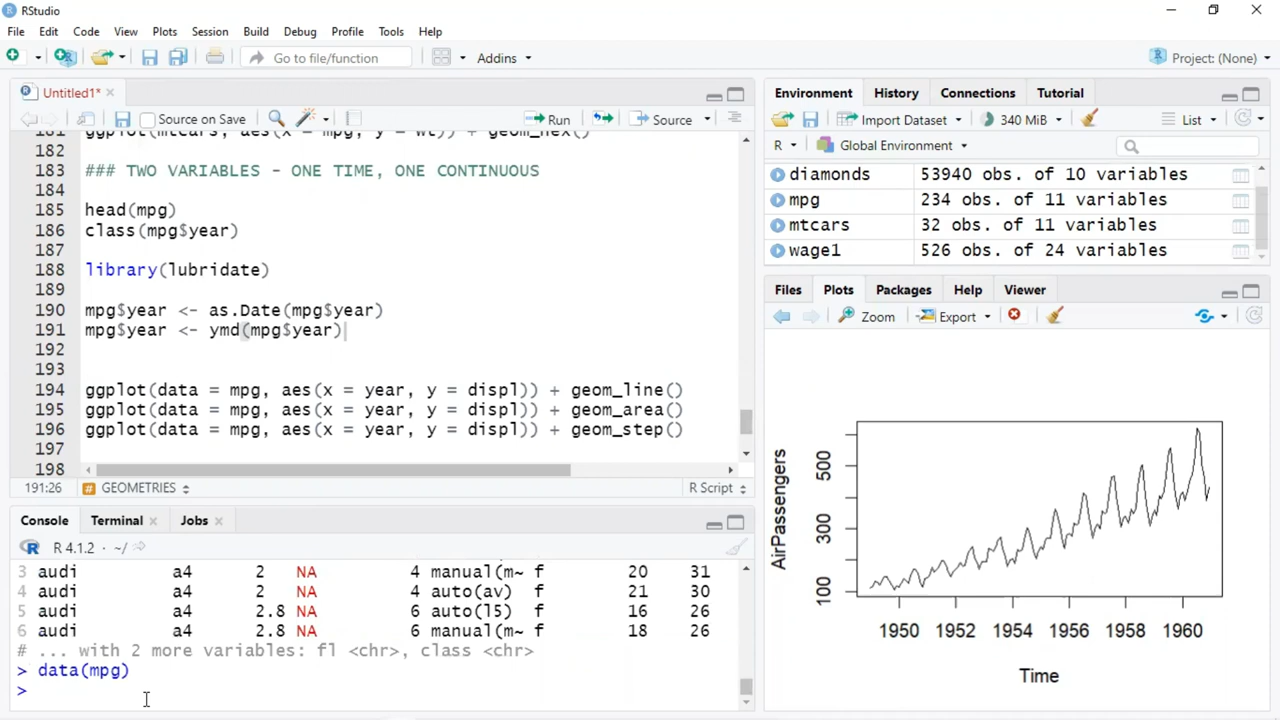 RStudio
File Edit Code View Plots Session Build Debug Profile Tools Help
Go to file/function Addins Project: (None)
Untitled1*
Source on Save Run Source
181 ggplot(mtcars, aes(x = mpg, y = wt)) + geom_hex()
182
183 ### TWO VARIABLES - ONE TIME, ONE CONTINUOUS
184
185 head(mpg)
186 class(mpg$year)
187
188 library(lubridate)
189
190 mpg$year <- as.Date(mpg$year)
191 mpg$year <- ymd(mpg$year)
192
193
194 ggplot(data = mpg, aes(x = year, y = displ)) + geom_line()
195 ggplot(data = mpg, aes(x = year, y = displ)) + geom_area()
196 ggplot(data = mpg, aes(x = year, y = displ)) + geom_step()
197
198
191:26 # GEOMETRIES R Script
Console Terminal Jobs
R R 4.1.2 · ~/
3 audi a4 2 NA 4 manual(m~ f 20 31
4 audi a4 2 NA 4 auto(av) f 21 30
5 audi a4 2.8 NA 6 auto(l5) f 16 26
6 audi a4 2.8 NA 6 manual(m~ f 18 26
# ... with 2 more variables: fl <chr>, class <chr>
> data(mpg)
>
Environment History Connections Tutorial
Import Dataset 340 MiB List
R Global Environment
diamonds 53940 obs. of 10 variables
mpg 234 obs. of 11 variables
mtcars 32 obs. of 11 variables
wage1 526 obs. of 24 variables
Files Plots Packages Help Viewer
Zoom Export
AirPassengers
500
300
100
1950 1952 1954 1956 1958 1960
Time